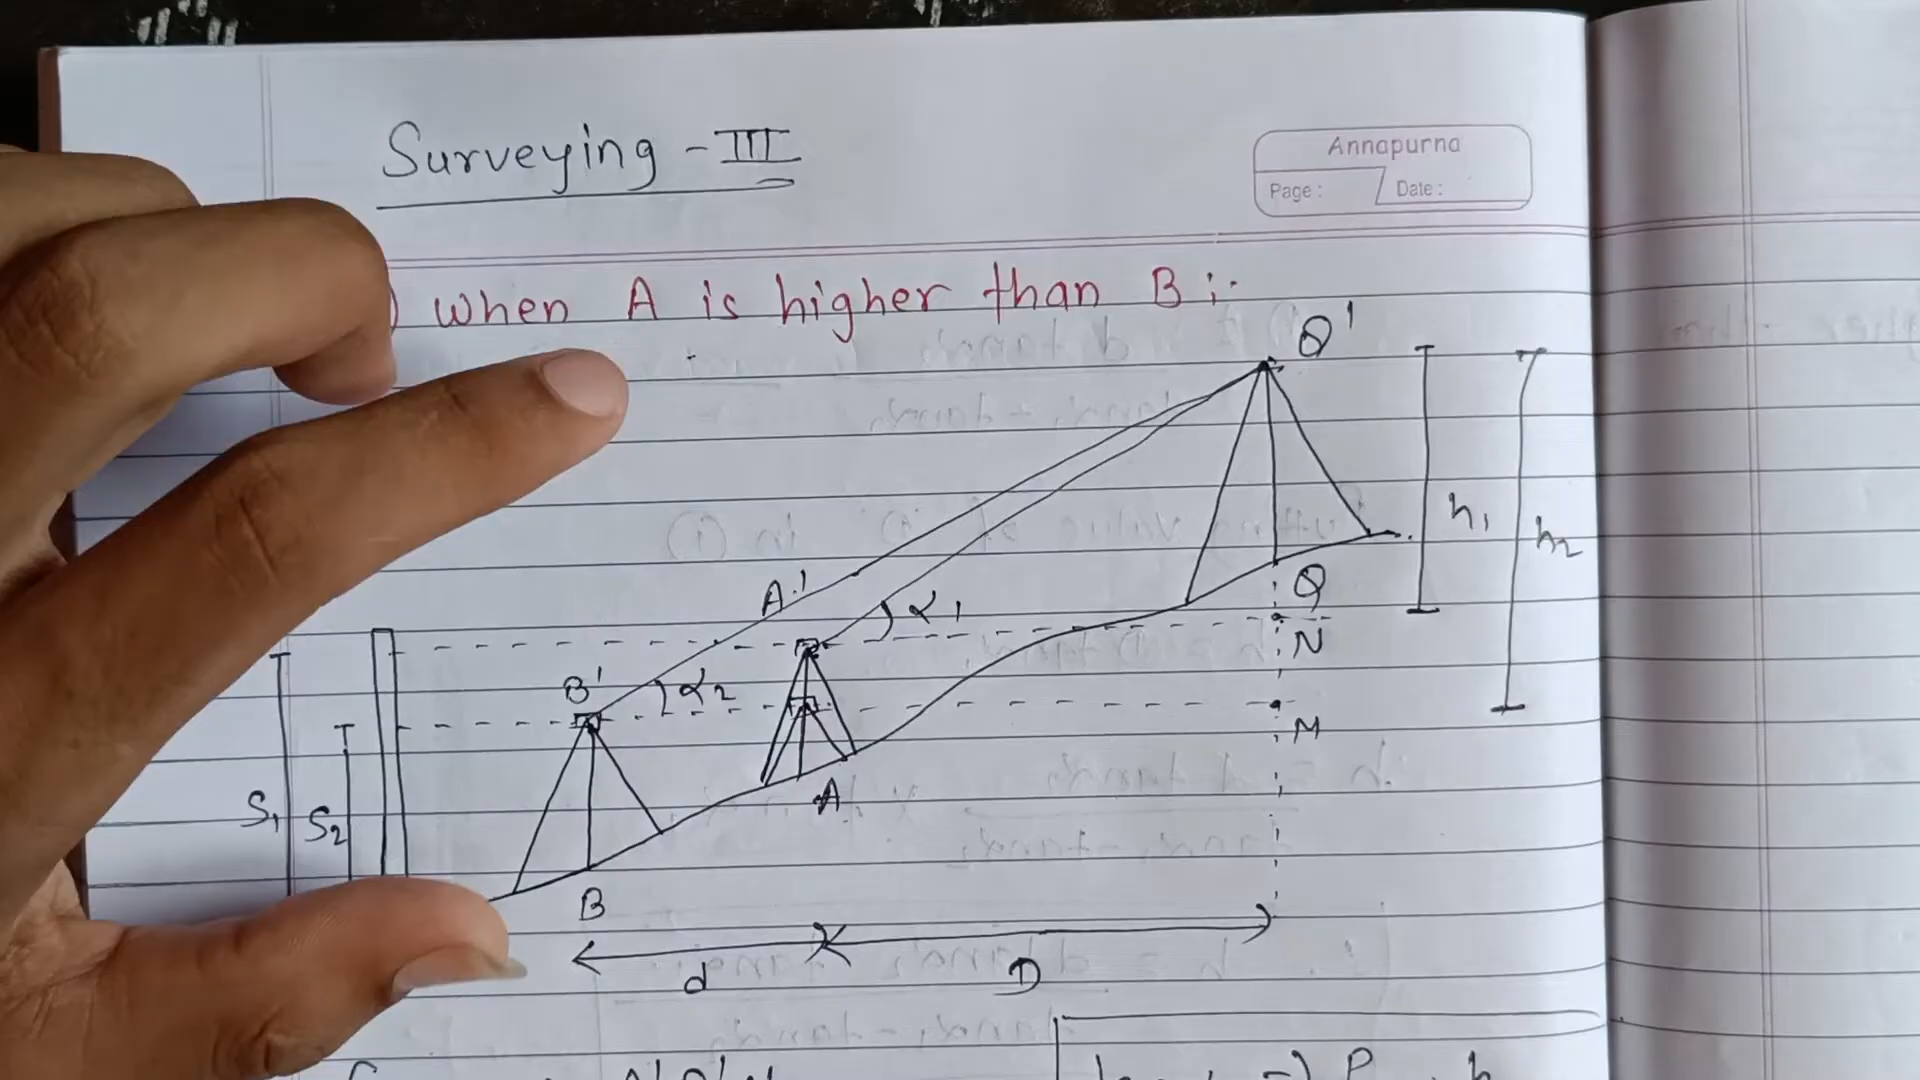 Surveying - III
Annapurna
Page :
Date :
) when A is higher than B :-
Q'
h₁
h₂
A'
α₁
Q
N
B'
α₂
M
S₁
S₂
A
B
d
D